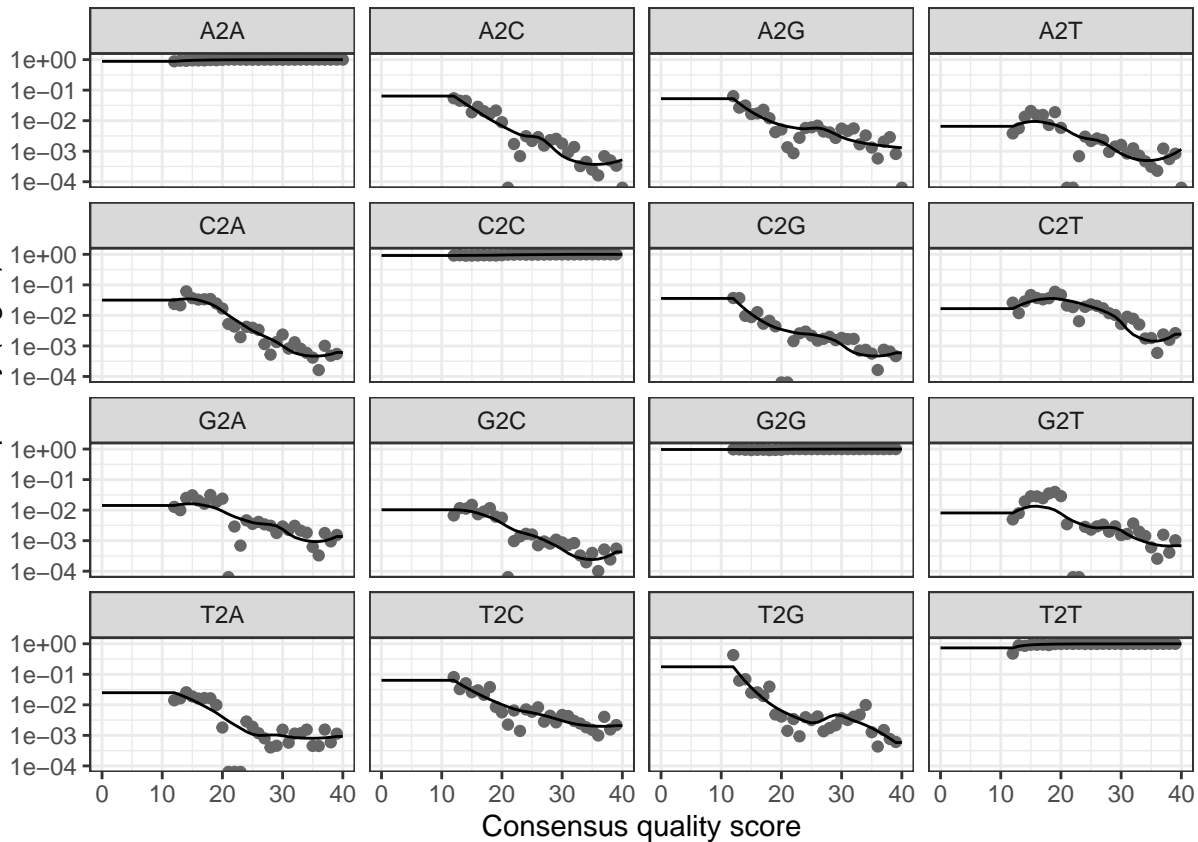 A2A A2C A2G A2T
1e+00
1e−01
1e−02
1e−03
1e−04
C2A C2C C2G C2T
1e+00
1e−01
1e−02
1e−03
1e−04
G2A G2C G2G G2T
1e+00
1e−01
1e−02
1e−03
1e−04
T2A T2C T2G T2T
1e+00
1e−01
1e−02
1e−03
1e−04
0 10 20 30 40 0 10 20 30 40 0 10 20 30 40 0 10 20 30 40
Consensus quality score